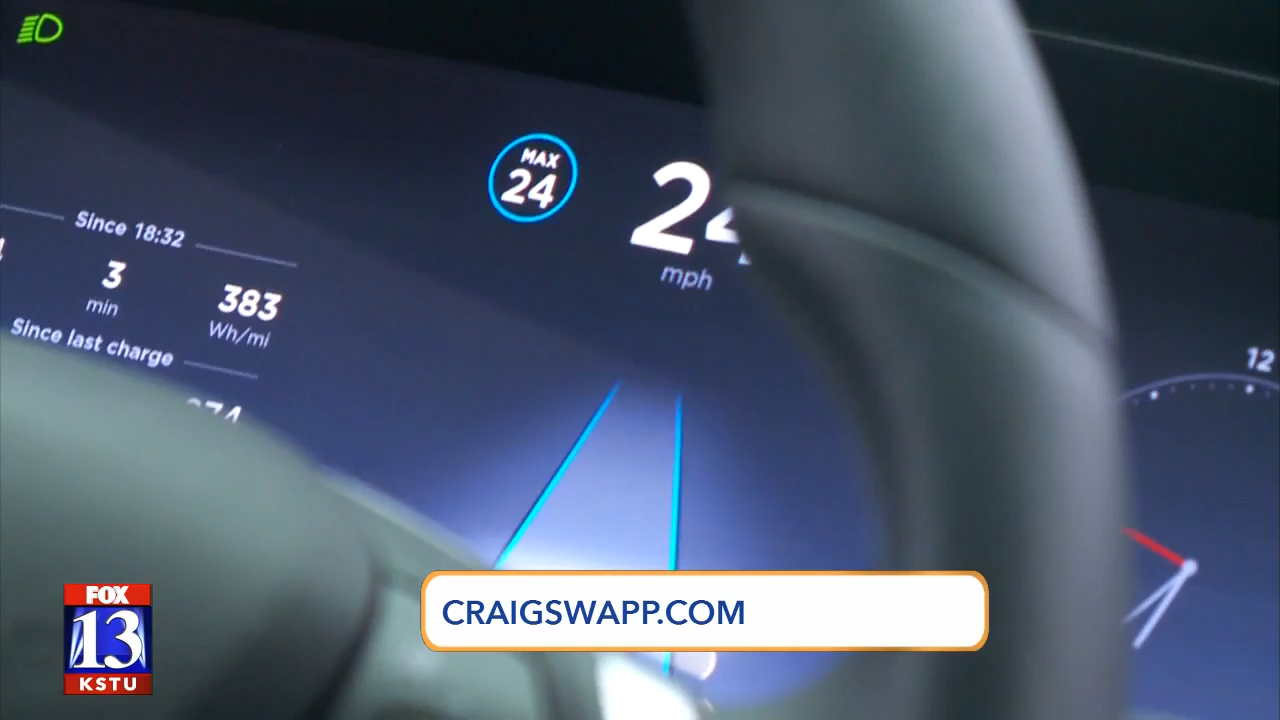 MAX
24
2
mph
Since 18:32
3
min
383
Wh/mi
Since last charge
12
CRAIGSWAPP.COM
FOX
13
KSTU